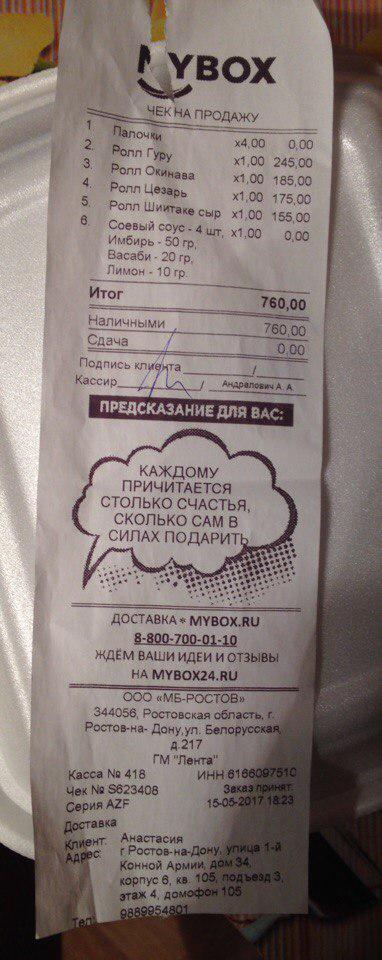 MYBOX
ЧЕК НА ПРОДАЖУ
1 Палочки x4,00 0,00
2. Ролл Гуру x1,00 245,00
3. Ролл Окинава x1,00 185,00
4. Ролл Цезарь x1,00 175,00
5. Ролл Шиитаке сыр x1,00 155,00
6. Соевый соус - 4 шт, x1,00 0,00
Имбирь - 50 гр,
Васаби - 20 гр,
Лимон - 10 гр.
Итог 760,00
Наличными 760,00
Сдача 0,00
Подпись клиента / /
Кассир / Андралович А. А.
ПРЕДСКАЗАНИЕ ДЛЯ ВАС:
КАЖДОМУ
ПРИЧИТАЕТСЯ
СТОЛЬКО СЧАСТЬЯ,
СКОЛЬКО САМ В
СИЛАХ ПОДАРИТЬ
ДОСТАВКА * MYBOX.RU
8-800-700-01-10
ЖДЁМ ВАШИ ИДЕИ И ОТЗЫВЫ
НА MYBOX24.RU
ООО «МБ-РОСТОВ»
344056, Ростовская область, г.
Ростов-на- Дону,ул. Белорусская,
д.217
ГМ "Лента"
Касса № 418 ИНН 6166097510
Чек № S623408 Заказ принят:
Серия AZF 15-05-2017 18:23
Доставка
Клиент: Анастасия
Адрес: г Ростов-на-Дону, улица 1-й
Конной Армии, дом 34,
корпус 6, кв. 105, подъезд 3,
этаж 4, домофон 105
Тел: 9889954801